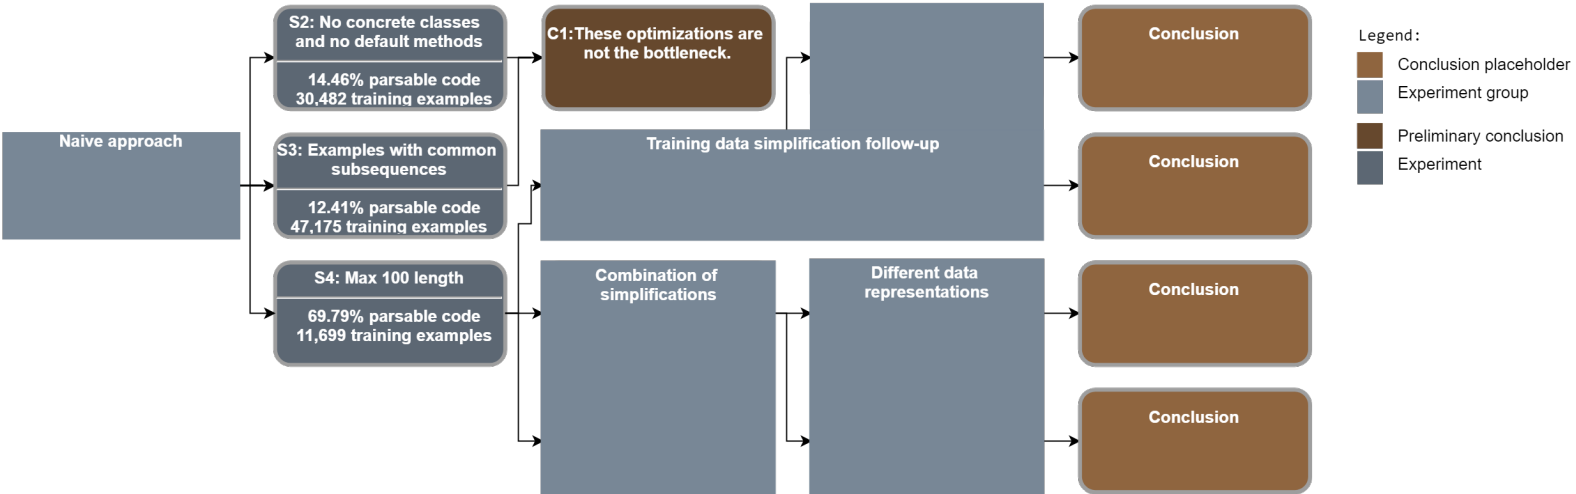 Naive approach
S2: No concrete classes
and no default methods
14.46% parsable code
30,482 training examples
S3: Examples with common
subsequences
12.41% parsable code
47,175 training examples
S4: Max 100 length
69.79% parsable code
11,699 training examples
C1:These optimizations are
not the bottleneck.
Training data simplification follow-up
Combination of
simplifications
Different data
representations
Conclusion
Conclusion
Conclusion
Conclusion
Legend:
Conclusion placeholder
Experiment group
Preliminary conclusion
Experiment